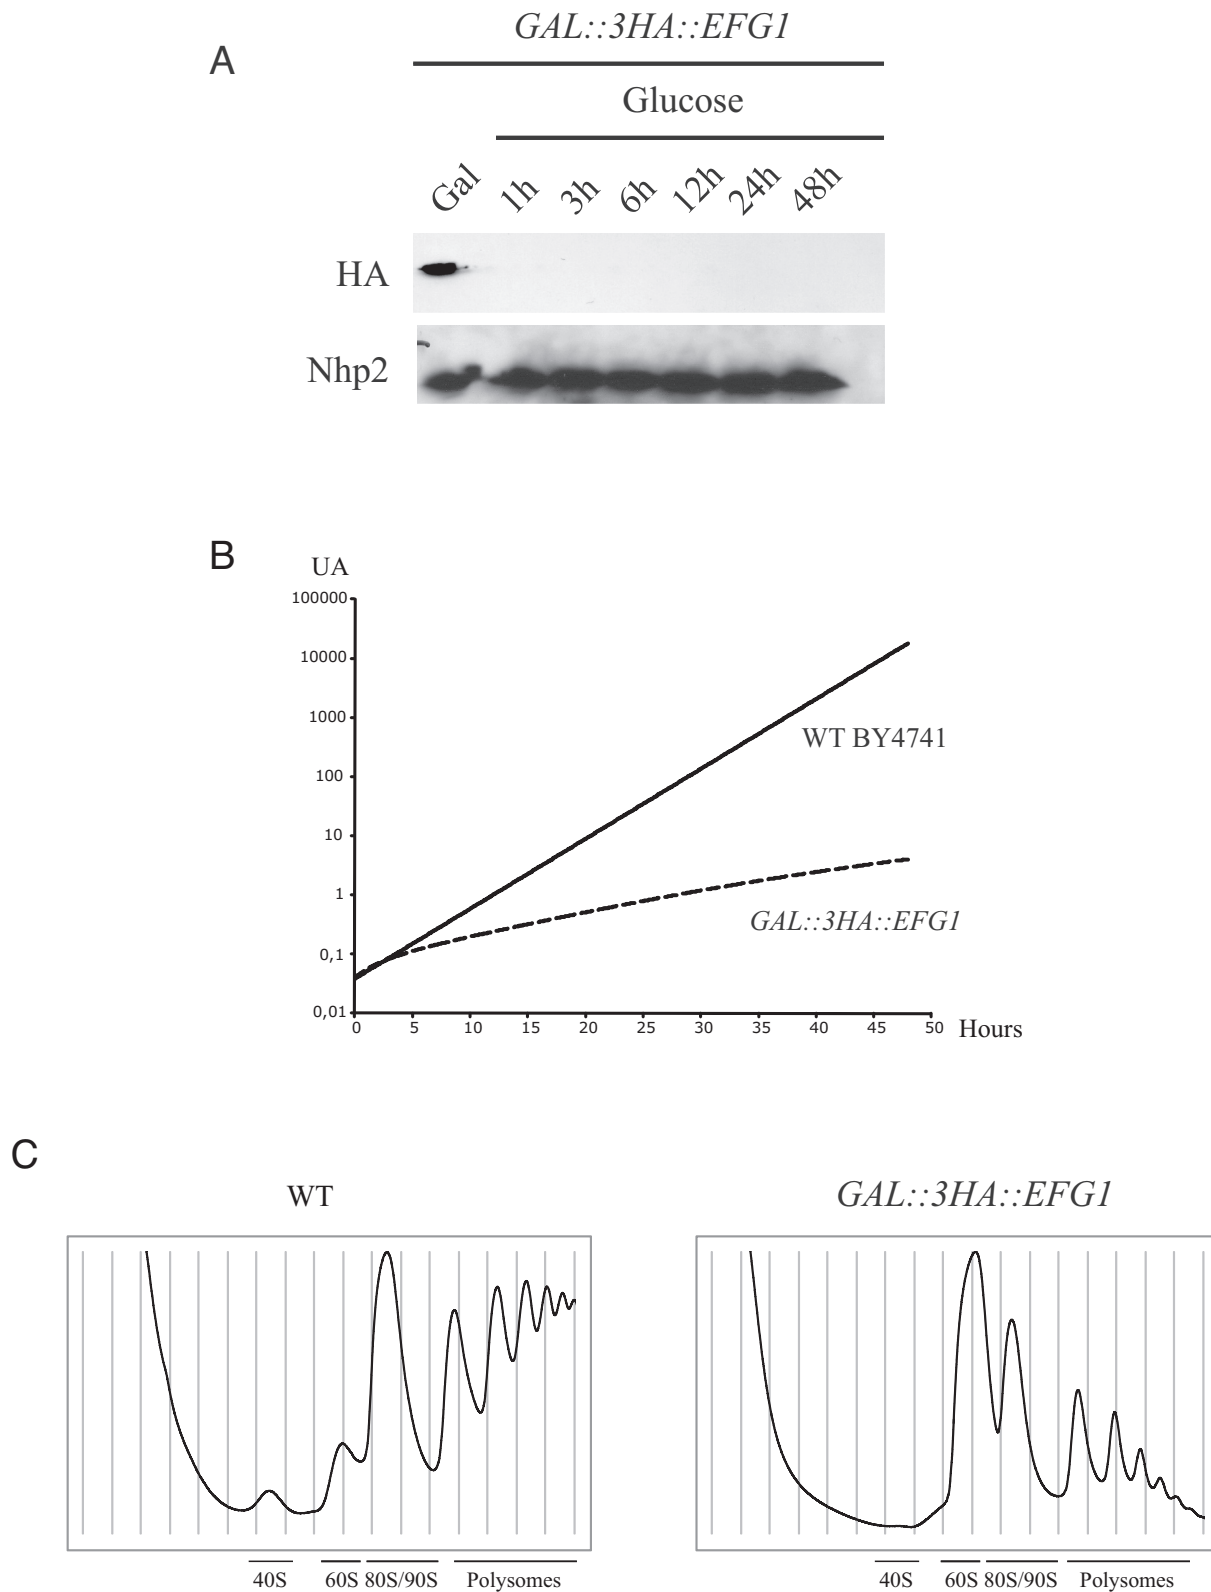 A
GAL::3HA::EFG1
Glucose
Gal 1h 3h 6h 12h 24h 48h
HA
Nhp2
B
UA
100000
10000
1000
100
10
1
0,1
0,01
0 5 10 15 20 25 30 35 40 45 50 Hours
WT BY4741
GAL::3HA::EFG1
C
WT
40S 60S 80S/90S Polysomes
GAL::3HA::EFG1
40S 60S 80S/90S Polysomes